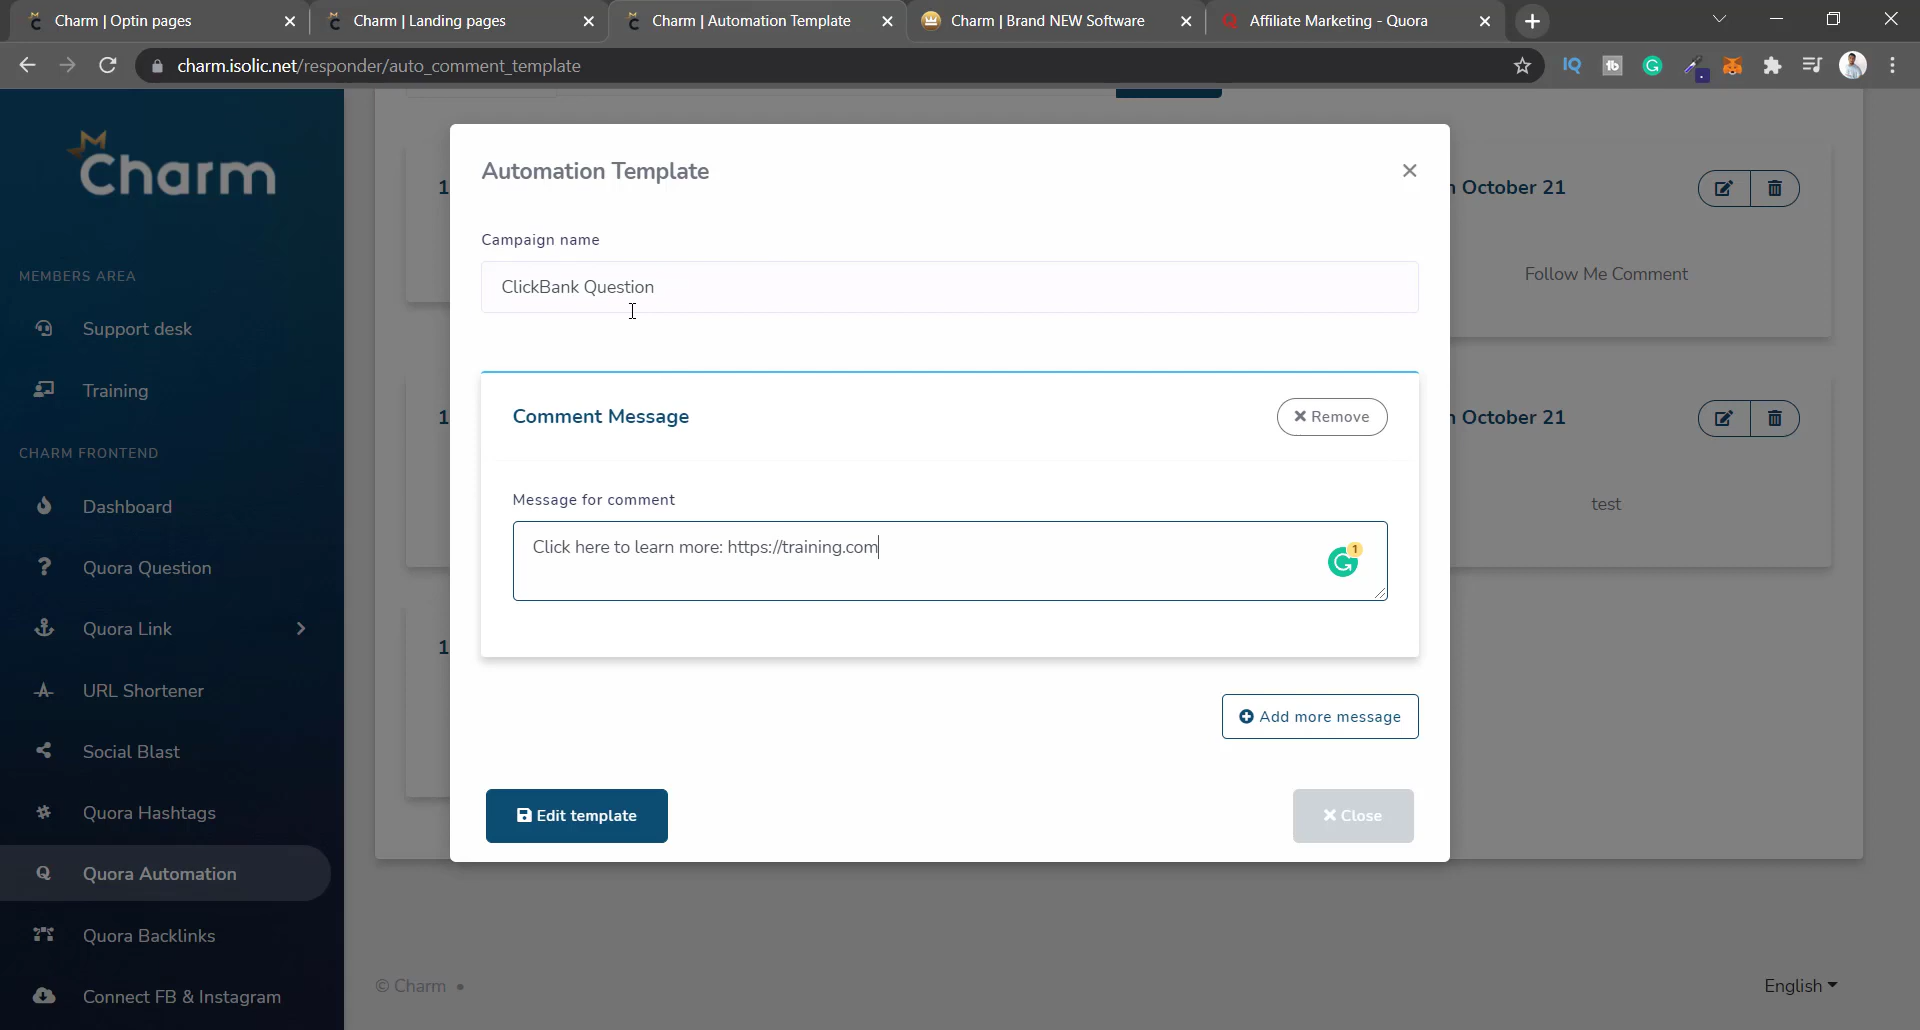 Charm | Optin pages
Charm | Landing pages
Charm | Automation Template
Charm | Brand NEW Software
Affiliate Marketing - Quora
charm.isolic.net/responder/auto_comment_template
Charm
MEMBERS AREA
Support desk
Training
CHARM FRONTEND
Dashboard
Quora Question
Quora Link
URL Shortener
Social Blast
Quora Hashtags
Quora Automation
Quora Backlinks
Connect FB & Instagram
Automation Template
Campaign name
ClickBank Question
Comment Message
Remove
Message for comment
Click here to learn more: https://training.com
1
Add more message
Edit template
Close
1
October 21
Follow Me Comment
1
October 21
test
1
© Charm •
English